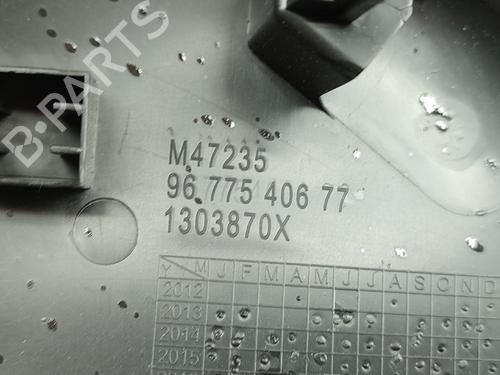 B-PARTS
M47235
96 775 406 77
1303870X
Y M J F M A M J J A S O N D
2012
2013
2014
2015